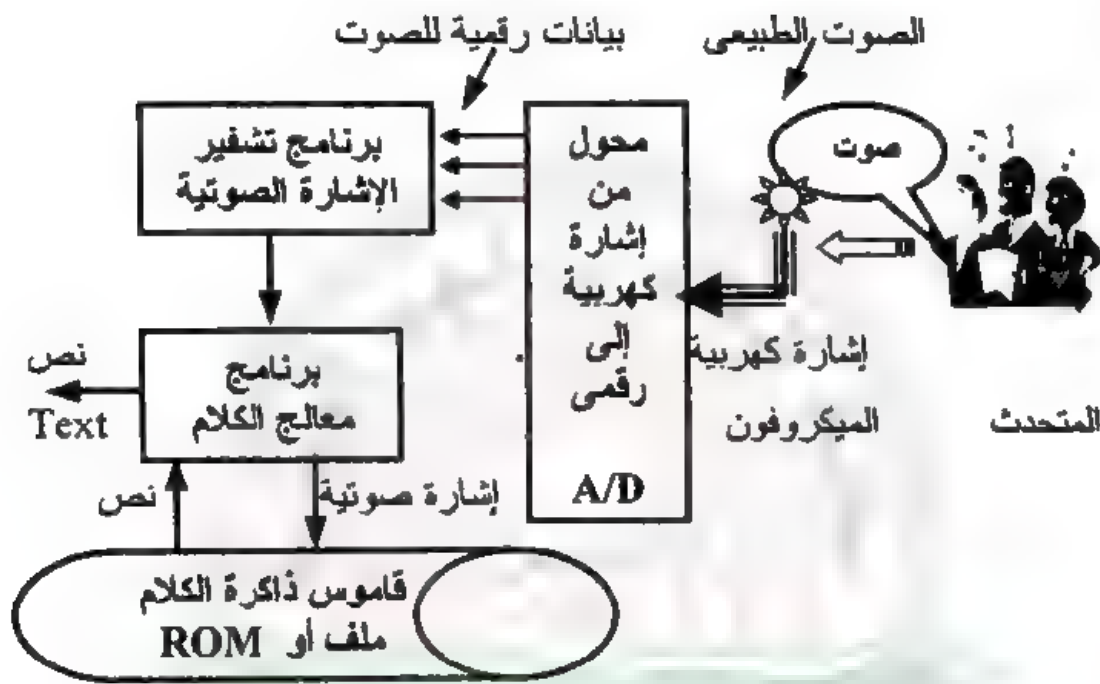 الصوت الطبيعى
بيانات رقمية للصوت
صوت
محول
من
إشارة
كهربية
إلى
رقمى
A/D
برنامج تشفير
الإشارة الصوتية
إشارة كهربية
الميكروفون
المتحدث
برنامج
معالج الكلام
نص
Text
إشارة صوتية
نص
قاموس ذاكرة الكلام
ملف أو ROM